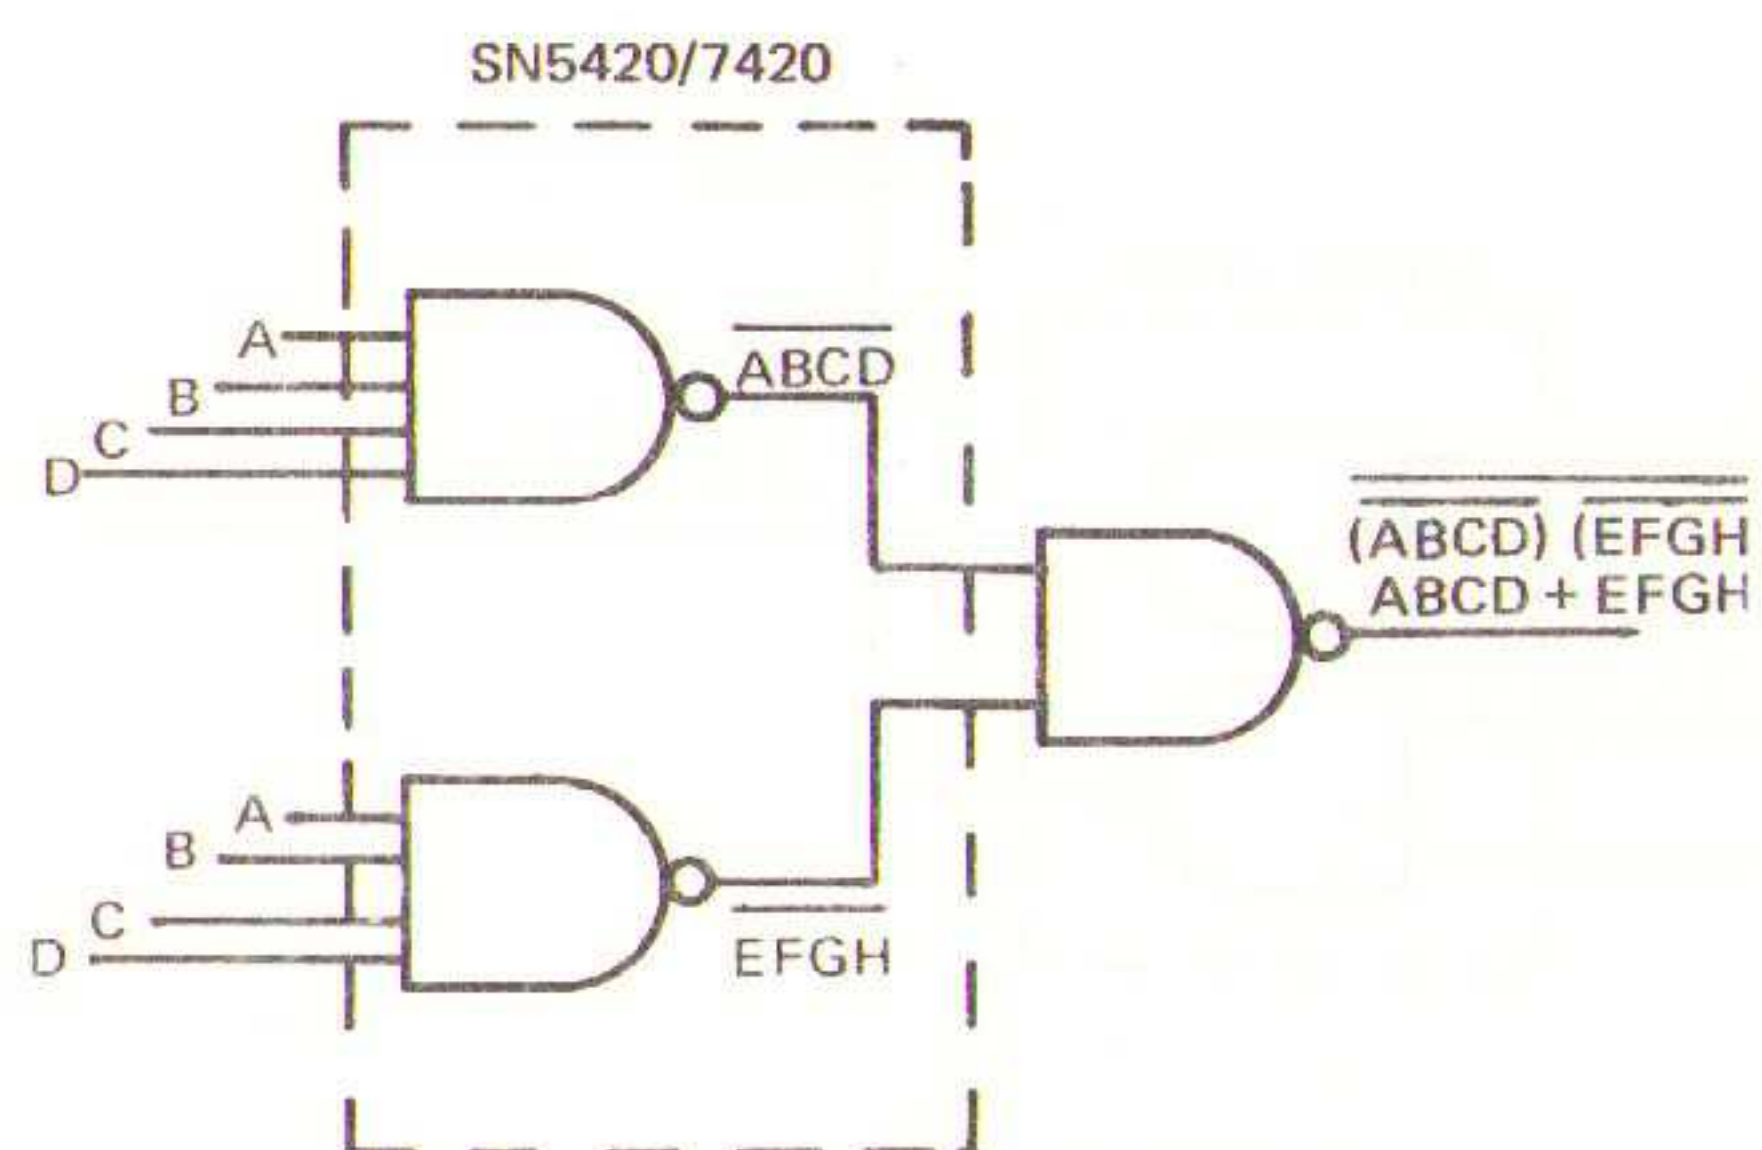 SN5420/7420
A
B
C
D
ABCD
(ABCD) (EFGH
ABCD + EFGH
A
B
C
D
EFGH